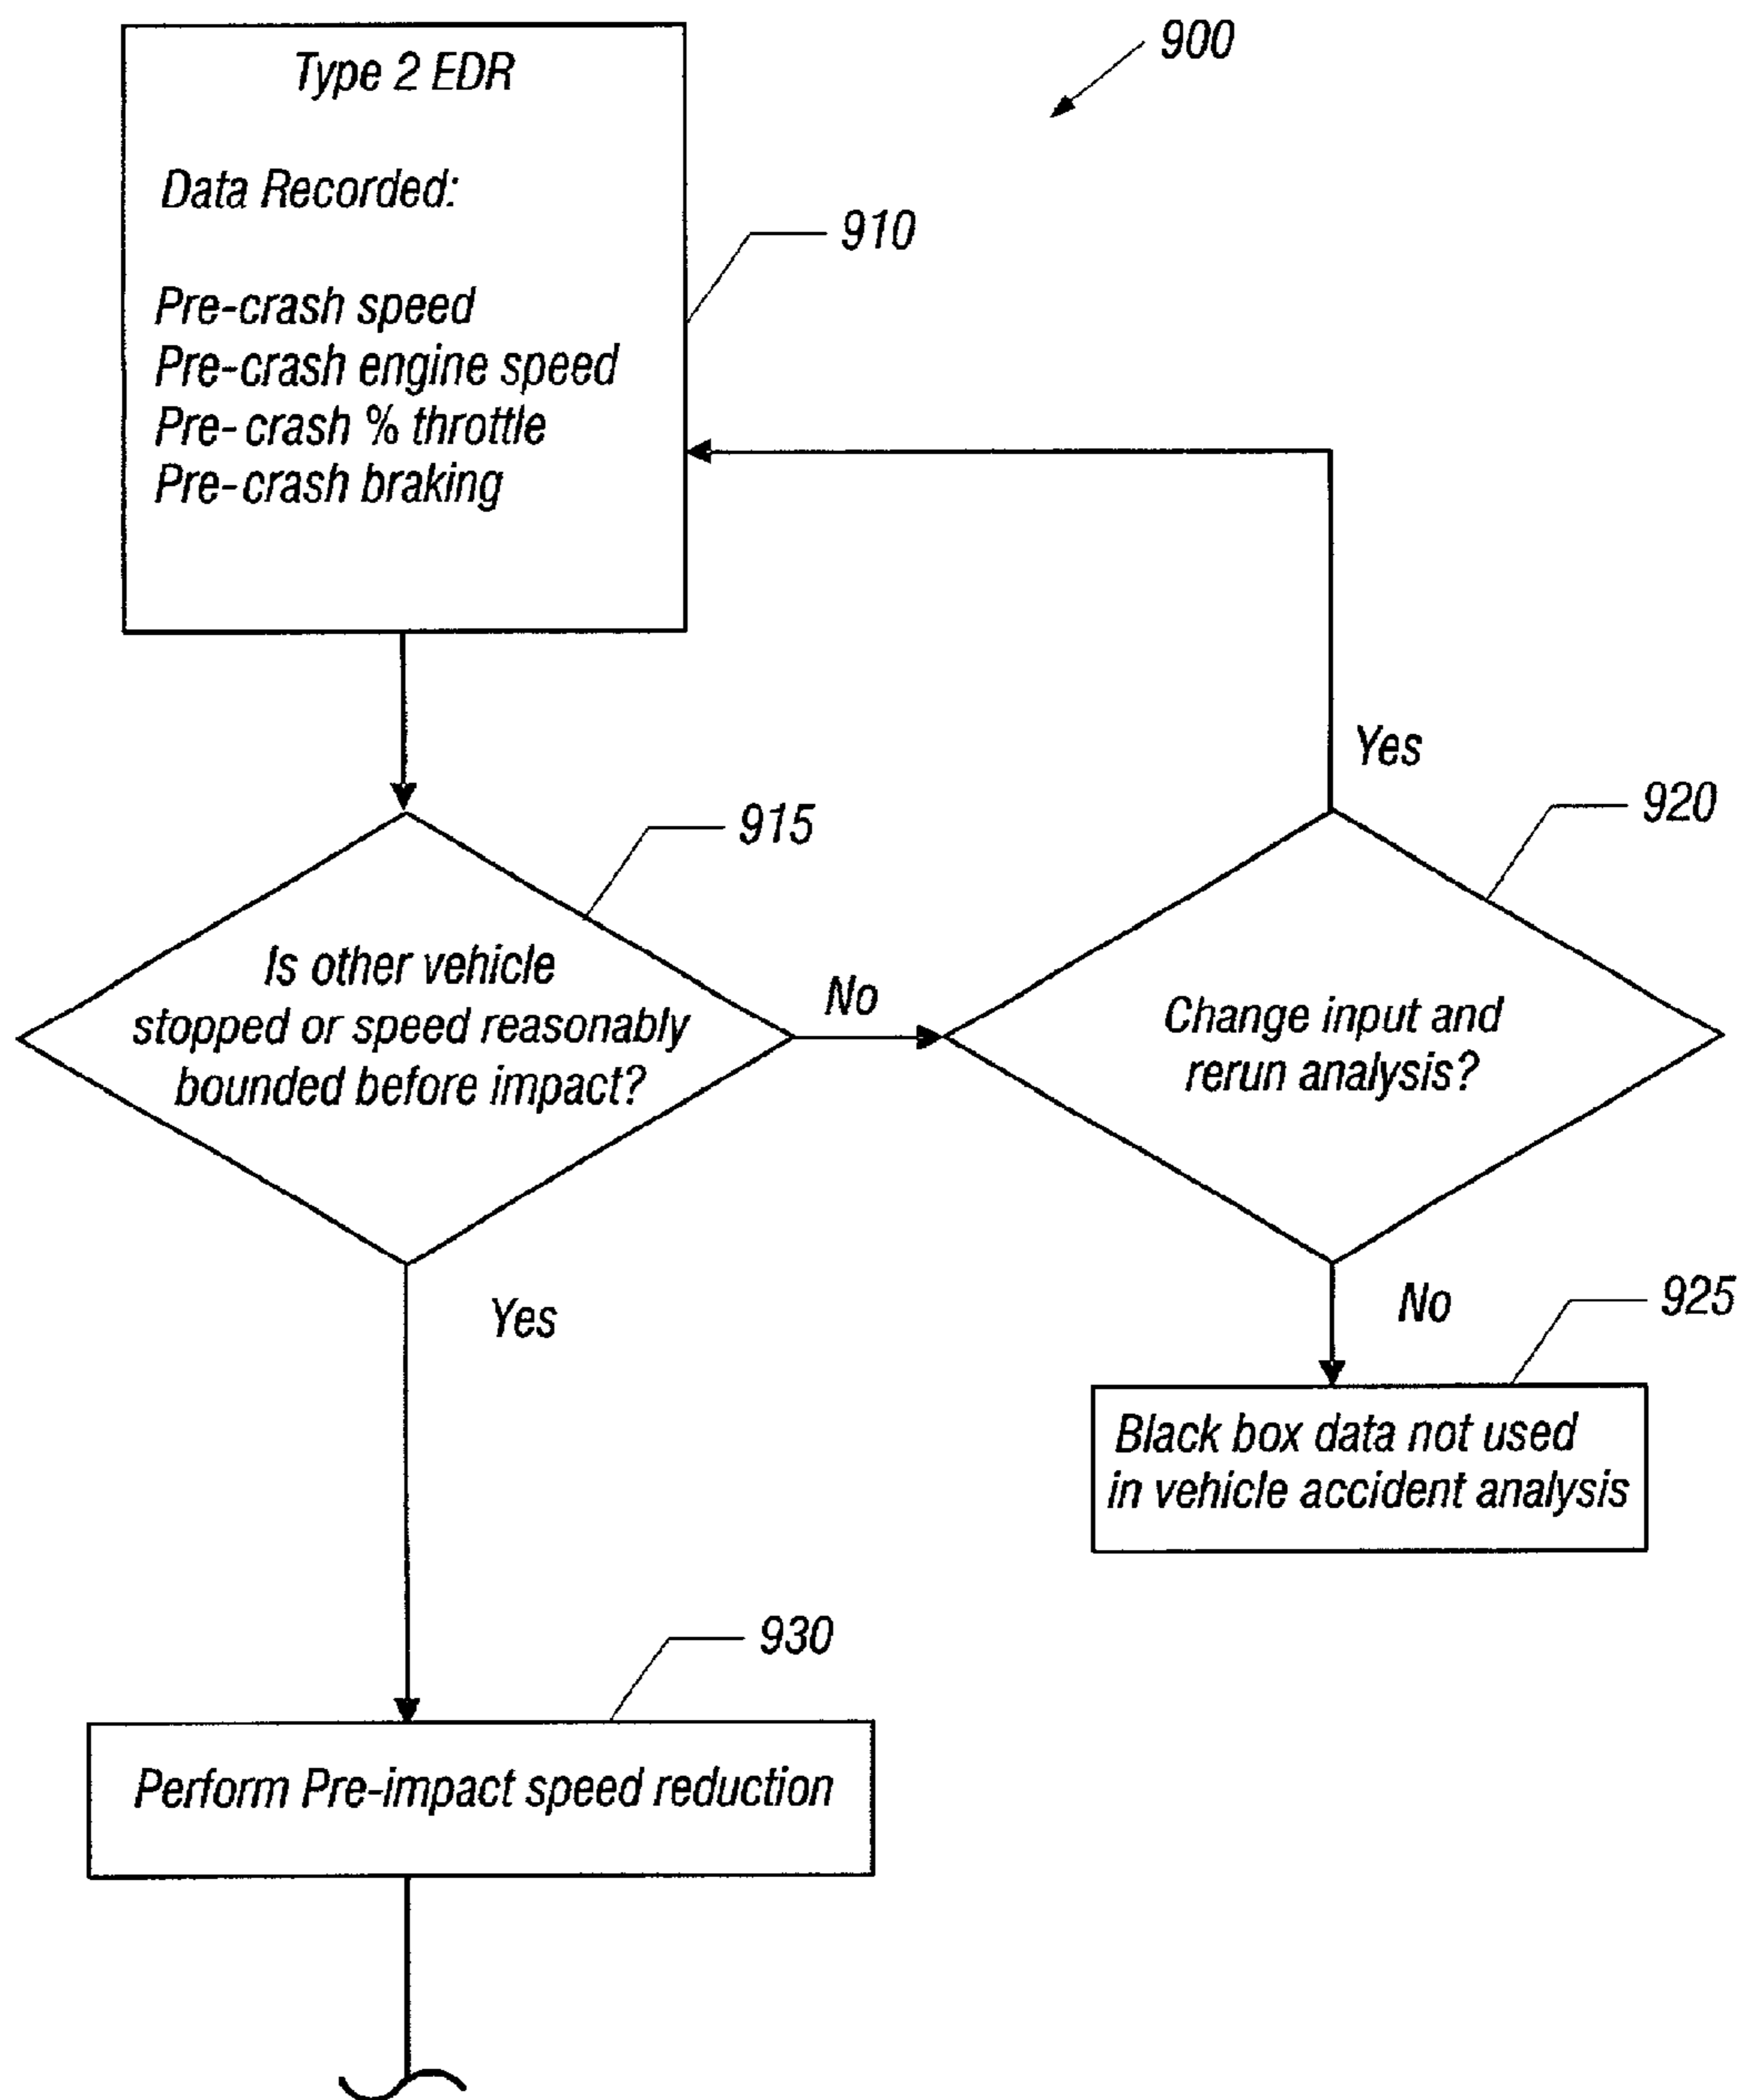 900
Type 2 EDR
Data Recorded:
910
Pre-crash speed
Pre-crash engine speed
Pre-crash % throttle
Pre-crash braking
Yes
920
915
Is other vehicle
stopped or speed reasonably
bounded before impact?
No
Change input and
rerun analysis?
Yes
No
925
Black box data not used
in vehicle accident analysis
930
Perform Pre-impact speed reduction